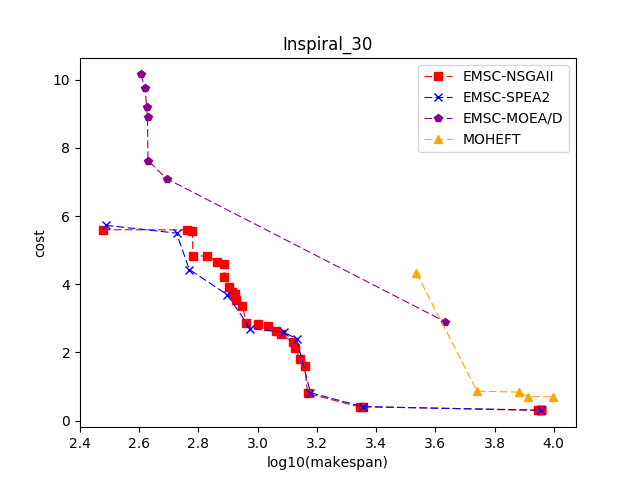 Inspiral_30
EMSC-NSGAII
EMSC-SPEA2
EMSC-MOEA/D
MOHEFT
cost
10
8
6
4
2
0
2.4 2.6 2.8 3.0 3.2 3.4 3.6 3.8 4.0
log10(makespan)